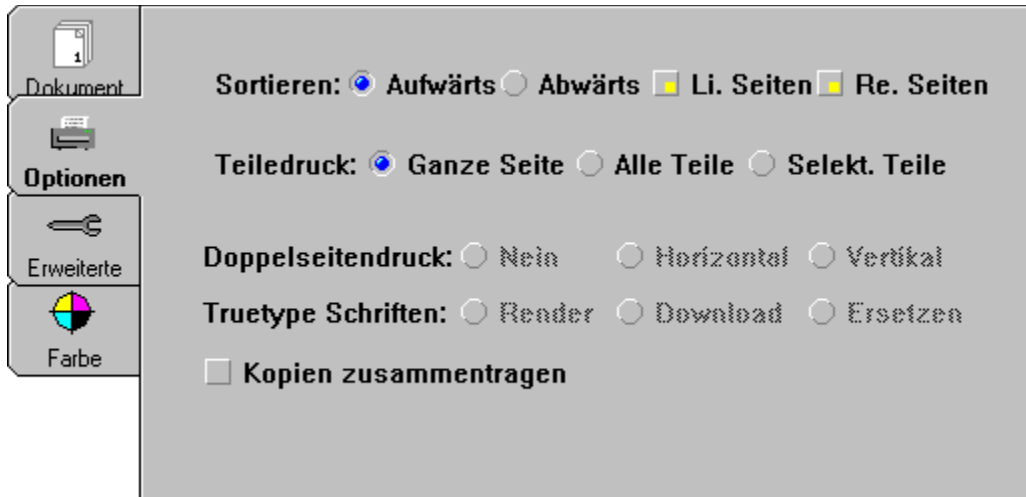 1
Dokument
Optionen
Erweiterte
Farbe
Sortieren: Aufwärts Abwärts Li. Seiten Re. Seiten
Teiledruck: Ganze Seite Alle Teile Selekt. Teile
Doppelseitendruck: Nein Horizontal Vertikal
Truetype Schriften: Render Download Ersetzen
Kopien zusammentragen